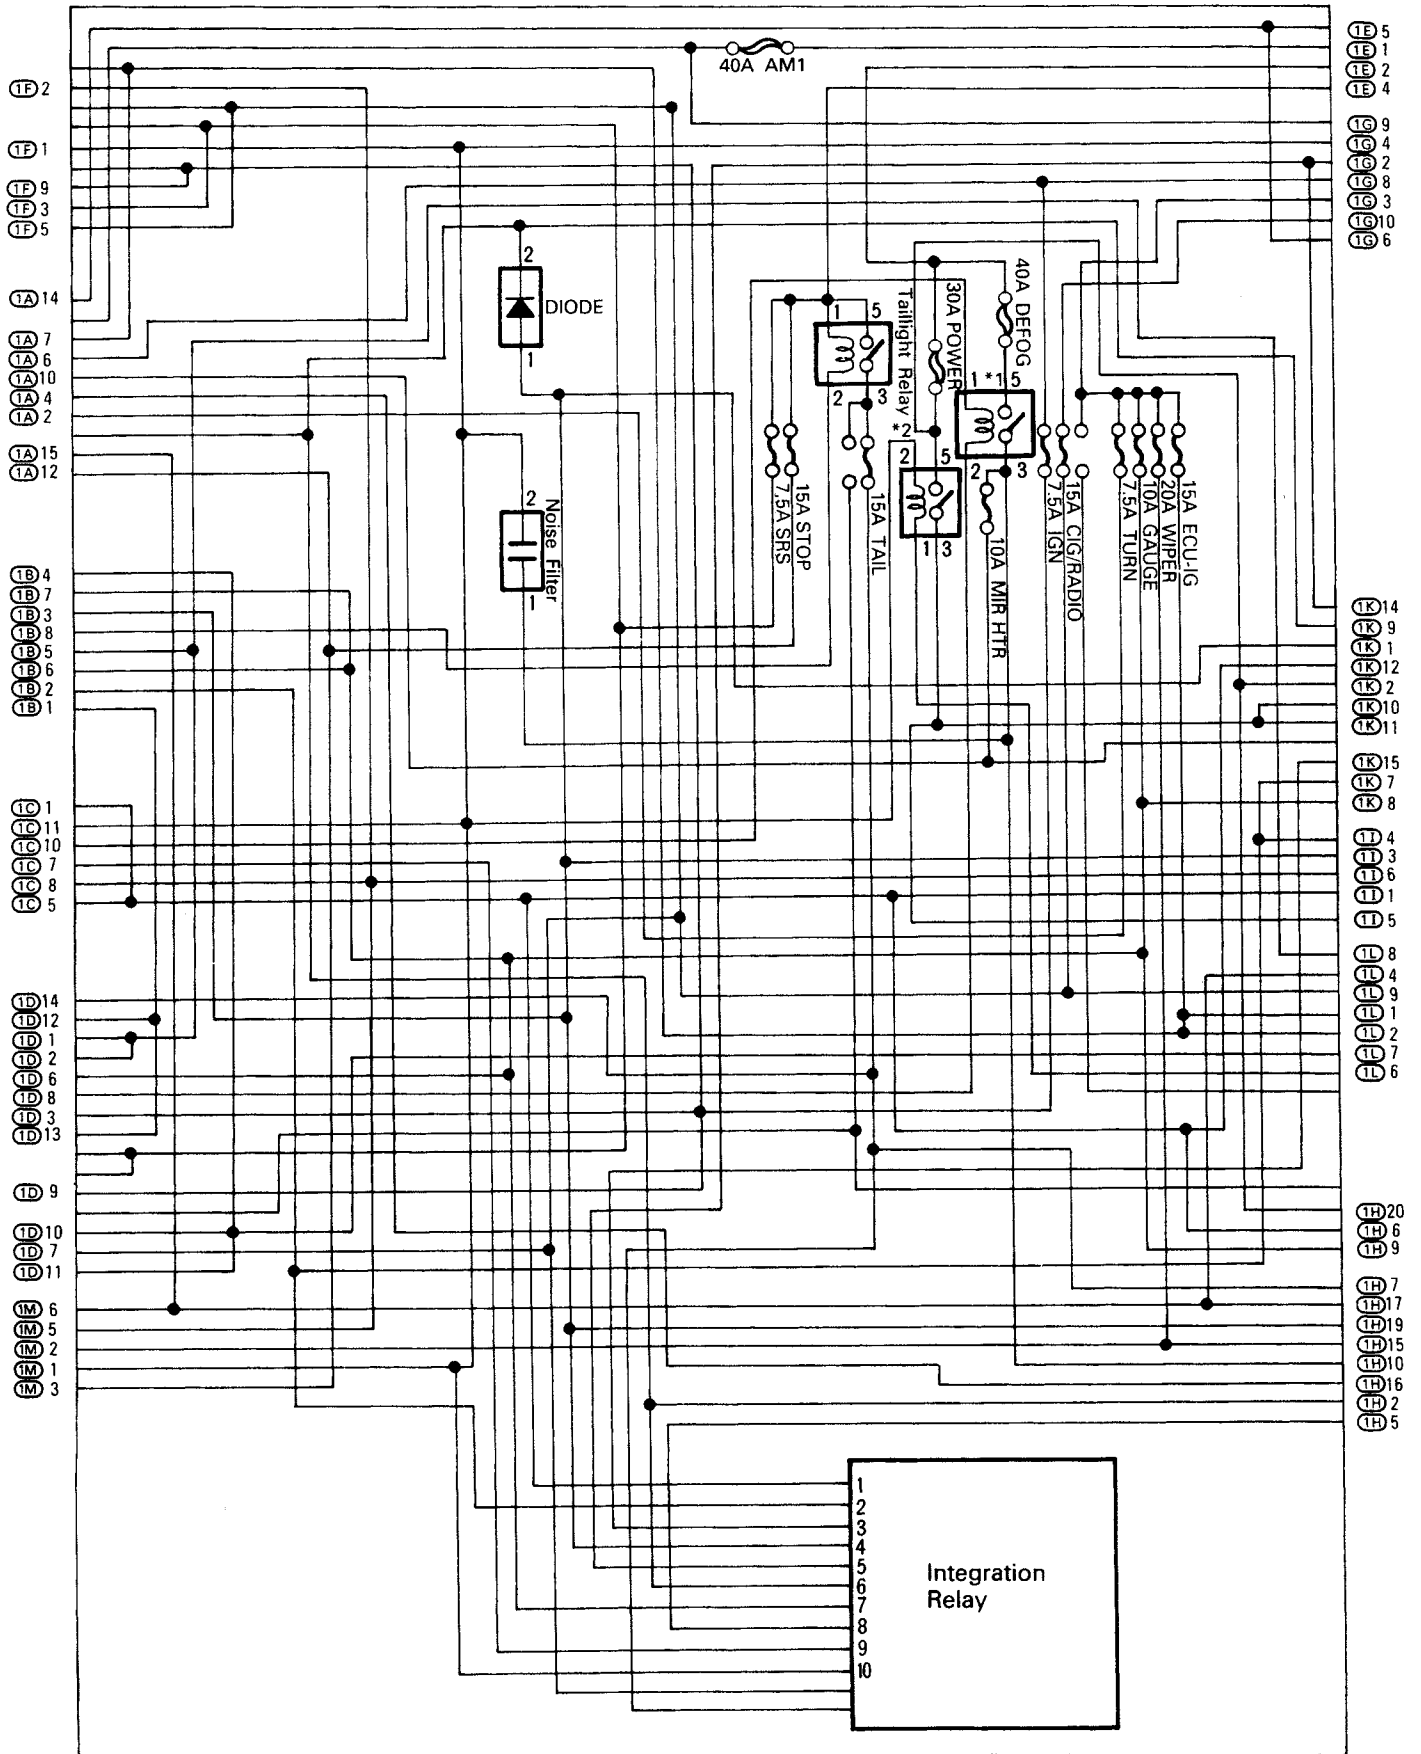 1E 5
1E 1
40A AM1
1E 2
1F 2
1E 4
1G 9
1F 1
1G 4
1G 2
1F 9
1G 8
1F 3
1G 3
1F 5
1G 10
1G 6
2
DIODE
1
1A 14
1A 7
1A 6
1A 10
1A 4
1A 2
1A 15
1A 12
1 5
2 3
Taillight Relay
30A POWER
40A DEFOG
1 *1 5
2 3
*2
2 5
1 3
7.5A SRS
15A STOP
15A TAIL
10A MIR HTR
7.5A IGN
15A CIG/RADIO
7.5A TURN
10A GAUGE
20A WIPER
15A ECU-IG
2
Noise Filter
1
1B 4
1B 7
1B 3
1B 8
1B 5
1B 6
1B 2
1B 1
1K 14
1K 9
1K 1
1K 12
1K 2
1K 10
1K 11
1K 15
1K 7
1K 8
1C 1
1C 11
1C 10
1C 7
1C 8
1C 5
1I 4
1I 3
1I 6
1I 1
1I 5
1L 8
1L 4
1L 9
1L 1
1L 2
1L 7
1L 6
1D 14
1D 12
1D 1
1D 2
1D 6
1D 8
1D 3
1D 13
1D 9
1D 10
1D 7
1D 11
1H 20
1H 6
1H 9
1H 7
1H 17
1H 19
1H 15
1H 10
1H 16
1H 2
1H 5
1M 6
1M 5
1M 2
1M 1
1M 3
1
2
3
4
5
6
7
8
9
10
Integration
Relay